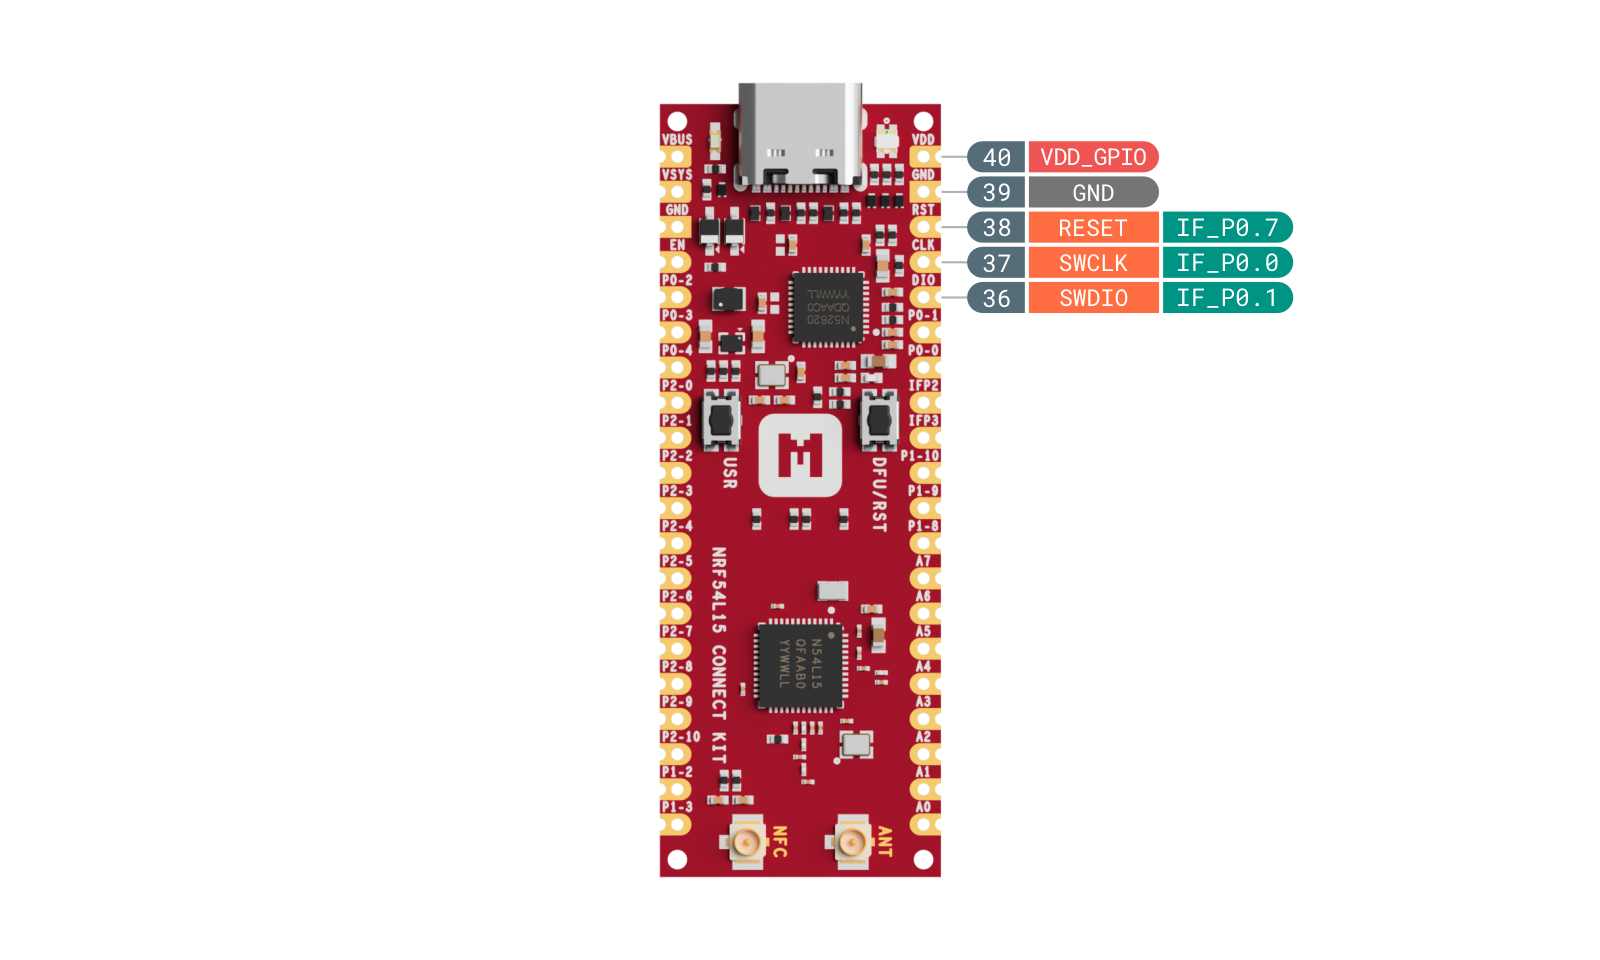 VBUS
VSYS
GND
EN
P0-2
P0-3
P0-4
P2-0
P2-1
P2-2
P2-3
P2-4
P2-5
P2-6
P2-7
P2-8
P2-9
P2-10
P1-2
P1-3
VDD
GND
RST
CLK
DIO
P0-1
P0-0
IFP2
IFP3
P1-10
P1-9
P1-8
A7
A6
A5
A4
A3
A2
A1
A0
40 VDD_GPIO
39 GND
38 RESET IF_P0.7
37 SWCLK IF_P0.0
36 SWDIO IF_P0.1
N52820
QDAAC0
YYWWLL
USR
DFU/RST
NRF54L15 CONNECT KIT
N54L15
QFAAB0
YYWWLL
NFC
ANT